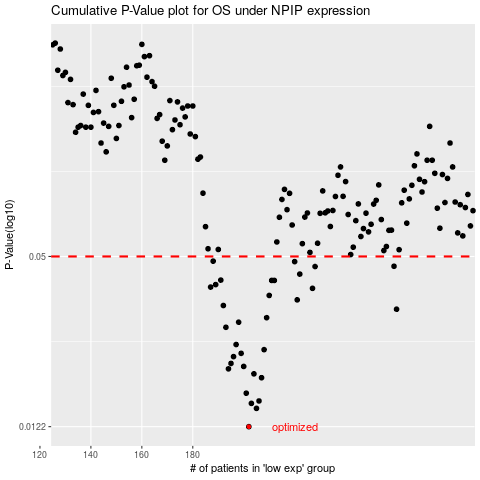 Cumulative P-Value plot for OS under NPIP expression
P-Value(log10)
0.05
0.0122
optimized
120 140 160 180
# of patients in 'low exp' group